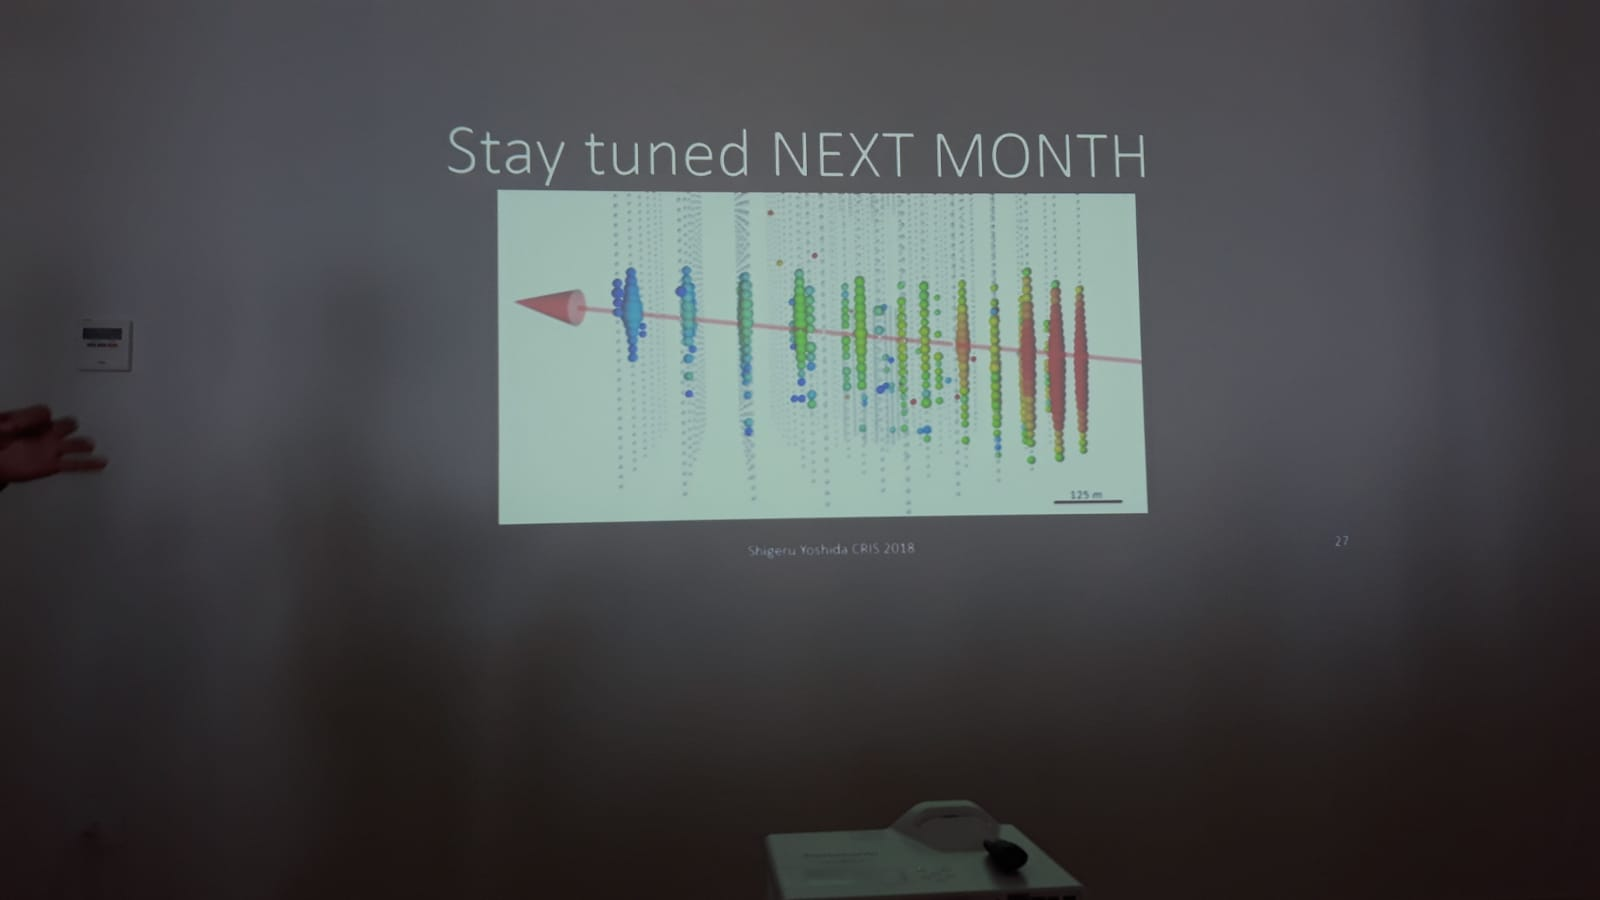 Stay tuned NEXT MONTH
125 m
Shigeru Yoshida CRIS 2018
27